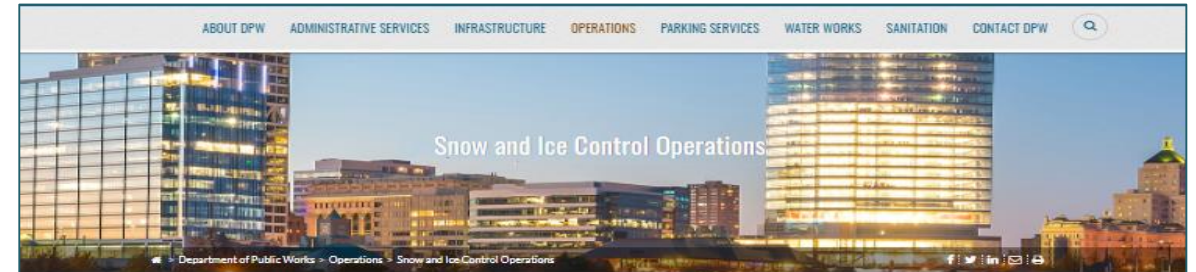 ABOUT DPW ADMINISTRATIVE SERVICES INFRASTRUCTURE OPERATIONS PARKING SERVICES WATER WORKS SANITATION CONTACT DPW
Snow and Ice Control Operations
> Department of Public Works > Operations > Snow and Ice Control Operations